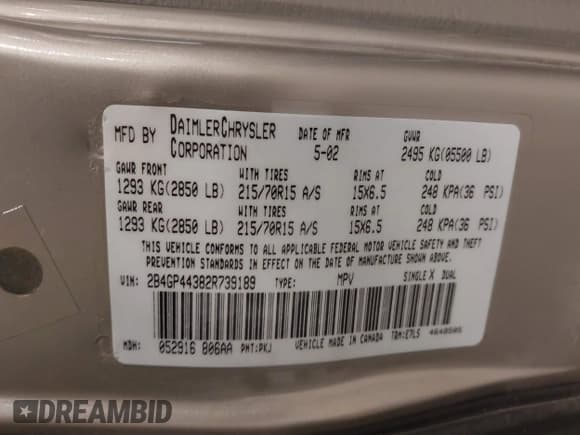 MFD BY DAIMLERCHRYSLER CORPORATION DATE OF MFR 5-02 GVWR 2495 KG(05500 LB)
GAWR FRONT WITH TIRES RIMS AT COLD
1293 KG(2850 LB) 215/70R15 A/S 15X6.5 248 KPA(36 PSI)
GAWR REAR WITH TIRES RIMS AT COLD
1293 KG(2850 LB) 215/70R15 A/S 15X6.5 248 KPA(36 PSI)
THIS VEHICLE CONFORMS TO ALL APPLICABLE FEDERAL MOTOR VEHICLE SAFETY AND THEFT
PREVENTION STANDARDS IN EFFECT ON THE DATE OF MANUFACTURE SHOWN ABOVE.
VIN: 2B4GP44382R739189 TYPE: MPV SINGLE X DUAL
MDH: 052916 806AA PNT:PKJ VEHICLE MADE IN CANADA TRM:E7L5 4648505
DREAMBID